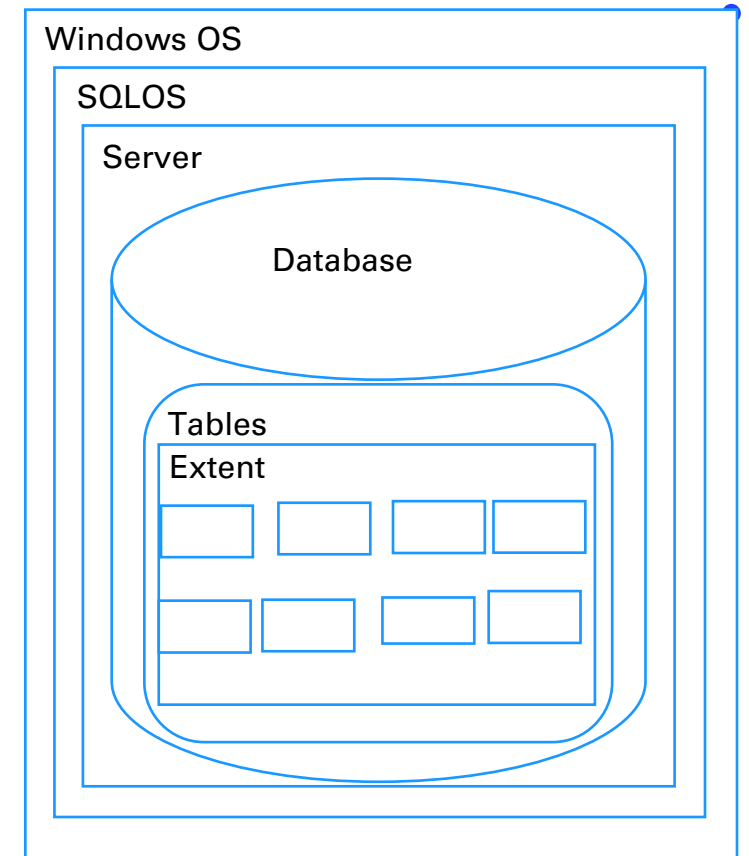 Windows OS
SQLOS
Server
Database
Tables
Extent